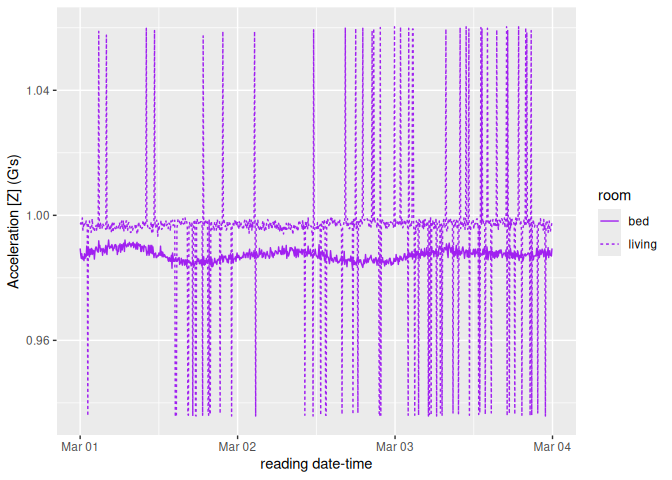 1.04
1.00
0.96
Acceleration [Z] (G's)
Mar 01
Mar 02
Mar 03
Mar 04
reading date-time
room
bed
living